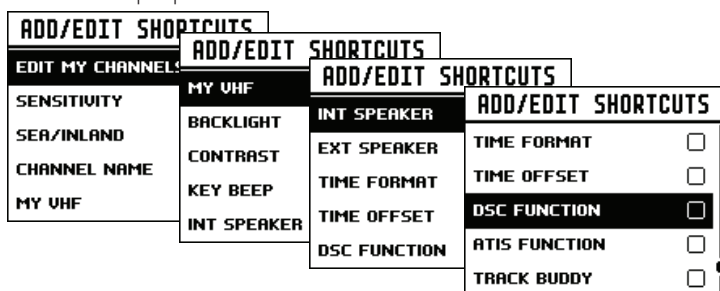 ADD/EDIT SHORTCUTS
EDIT MY CHANNELS
SENSITIVITY
SEA/INLAND
CHANNEL NAME
MY VHF
ADD/EDIT SHORTCUTS
MY VHF
BACKLIGHT
CONTRAST
KEY BEEP
INT SPEAKER
ADD/EDIT SHORTCUTS
INT SPEAKER
EXT SPEAKER
TIME FORMAT
TIME OFFSET
DSC FUNCTION
ADD/EDIT SHORTCUTS
TIME FORMAT
TIME OFFSET
DSC FUNCTION
ATIS FUNCTION
TRACK BUDDY